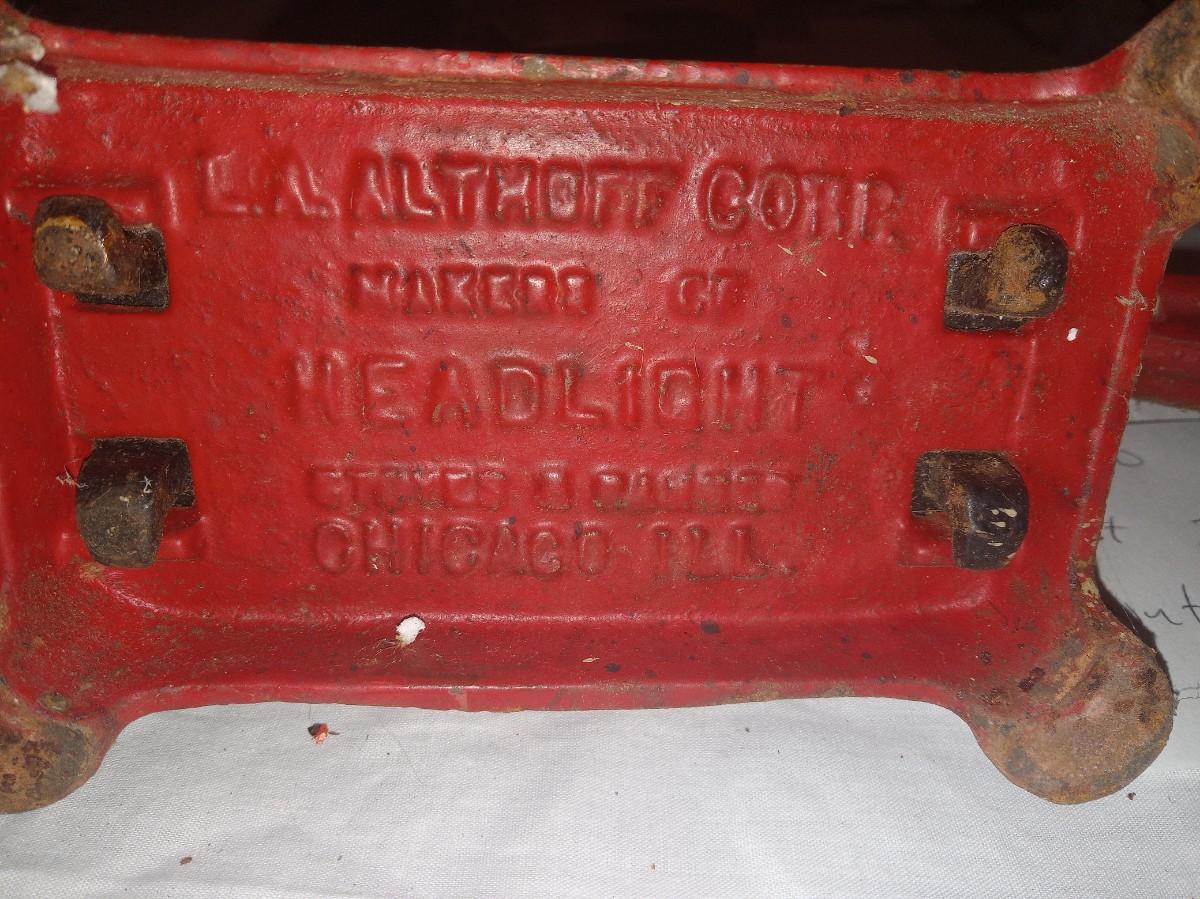 L.A. ALTHOFF CORP.
MAKERS OF
HEADLIGHT
STOVES & RANGES
CHICAGO ILL.